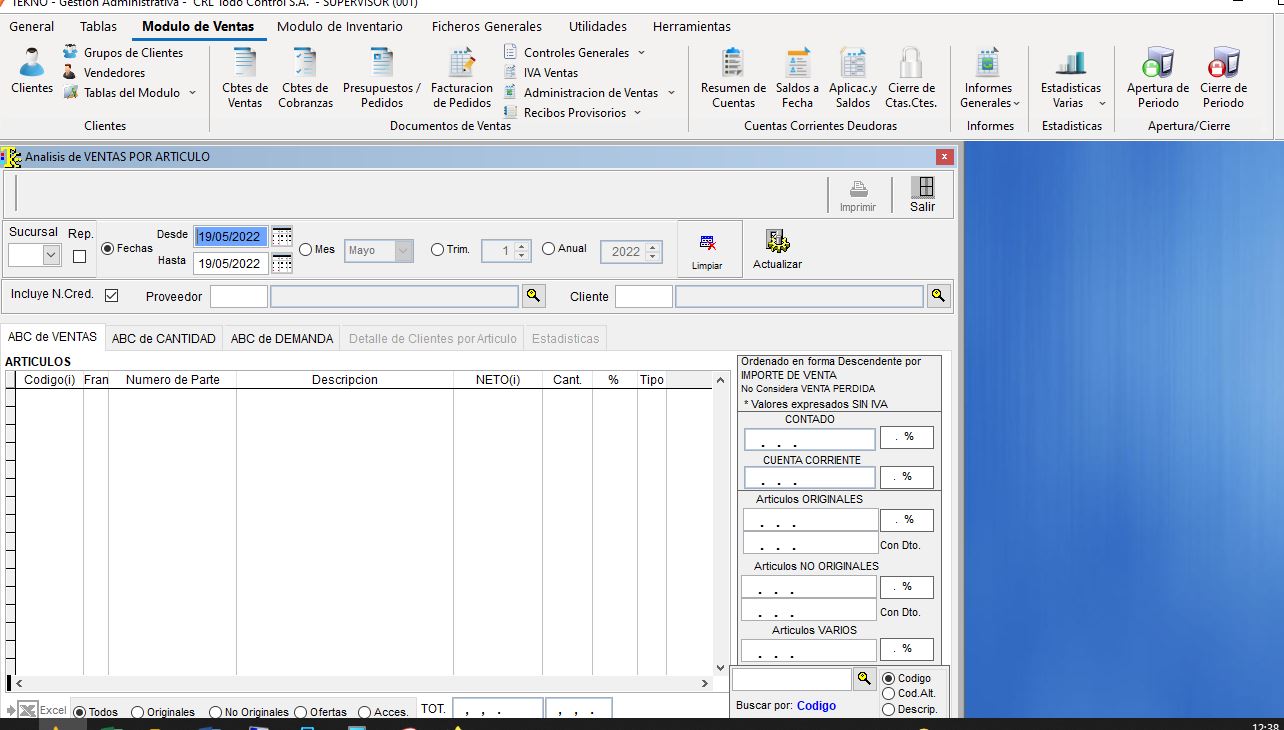 TEKNO - Gestion Administrativa - "CRL Todo Control S.A. " - SUPERVISOR (001)
General Tablas Modulo de Ventas Modulo de Inventario Ficheros Generales Utilidades Herramientas
Clientes
Grupos de Clientes
Vendedores
Tablas del Modulo
Clientes
Cbtes de Ventas
Cbtes de Cobranzas
Presupuestos / Pedidos
Facturacion de Pedidos
Controles Generales
IVA Ventas
Administracion de Ventas
Recibos Provisorios
Documentos de Ventas
Resumen de Cuentas
Saldos a Fecha
Aplicac.y Saldos
Cierre de Ctas.Ctes.
Cuentas Corrientes Deudoras
Informes Generales
Informes
Estadisticas Varias
Estadisticas
Apertura de Periodo
Cierre de Periodo
Apertura/Cierre
Analisis de VENTAS POR ARTICULO
x
Imprimir
Salir
Sucursal Rep.
Fechas
Desde 19/05/2022
Hasta 19/05/2022
Mes Mayo
Trim. 1
Anual 2022
Limpiar
Actualizar
Incluye N.Cred. Proveedor Cliente
ABC de VENTAS ABC de CANTIDAD ABC de DEMANDA Detalle de Clientes por Articulo Estadisticas
ARTICULOS
Codigo(i) Fran Numero de Parte Descripcion NETO(i) Cant. % Tipo
Ordenado en forma Descendente por
IMPORTE DE VENTA
No Considera VENTA PERDIDA
* Valores expresados SIN IVA
CONTADO
. . . . %
CUENTA CORRIENTE
. . . . %
Articulos ORIGINALES
. . . . %
. . . Con Dto.
Articulos NO ORIGINALES
. . . . %
. . . Con Dto.
Articulos VARIOS
. . . . %
Codigo
Cod.Alt.
Descrip.
Buscar por: Codigo
Excel Todos Originales No Originales Ofertas Acces. TOT. , , . , , .
12:38